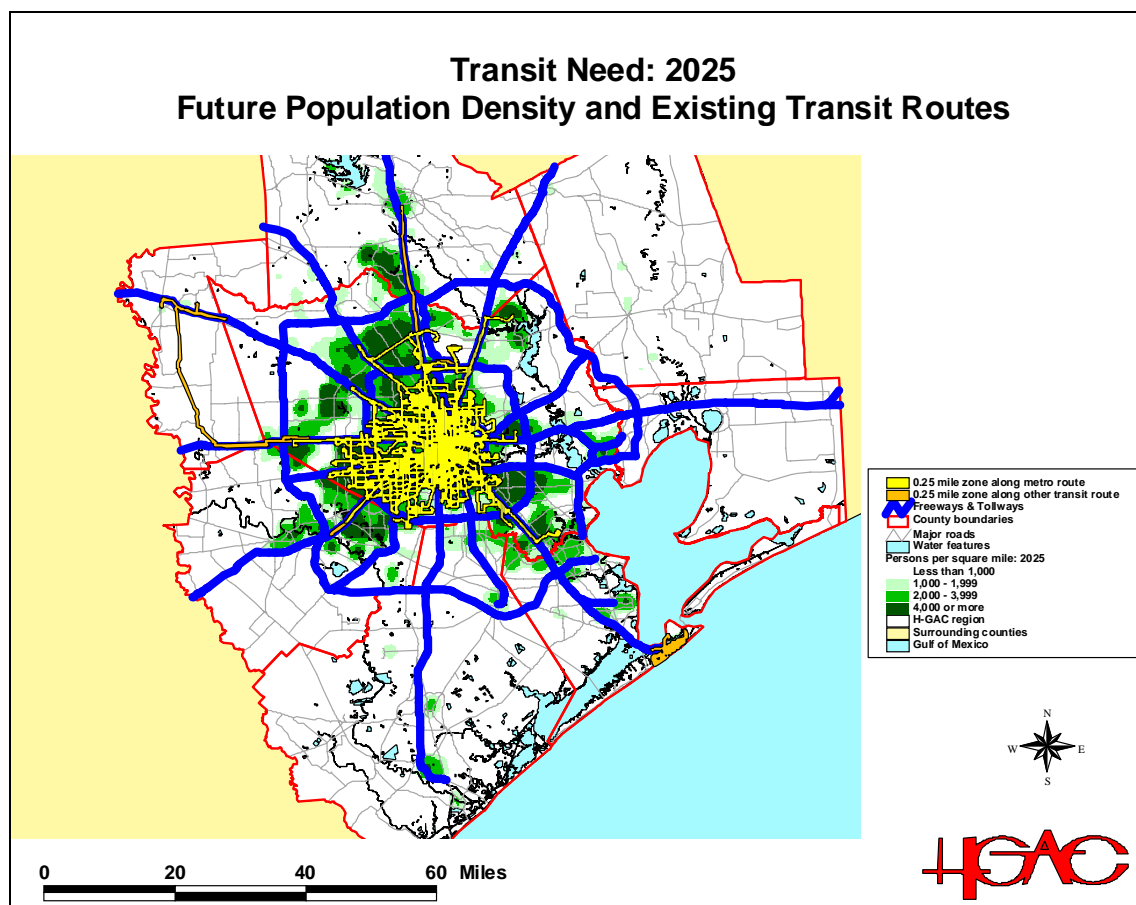 Transit Need: 2025
Future Population Density and Existing Transit Routes
0.25 mile zone along metro route
0.25 mile zone along other transit route
Freeways & Tollways
County boundaries
Major roads
Water features
Persons per square mile: 2025
Less than 1,000
1,000 - 1,999
2,000 - 3,999
4,000 or more
H-GAC region
Surrounding counties
Gulf of Mexico
N
W E
S
0 20 40 60 Miles
HGAC